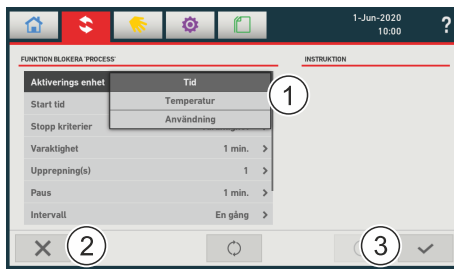 1-Jun-2020
10:00
?
FUNKTION BLOKERA 'PROCESS'
INSTRUKTION
Aktiverings enhet
Tid
Temperatur
Användning
1
Start tid
Stopp kriterier
Varaktighet
1 min.
Upprepning(s)
1
Paus
1 min.
Intervall
En gång
2
3